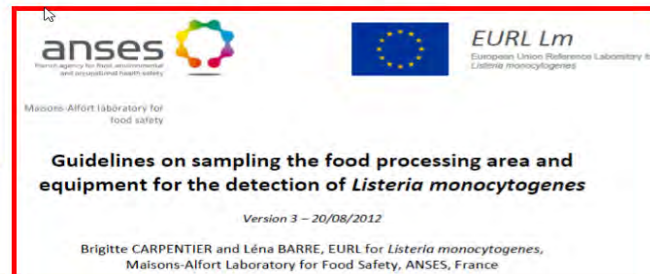 anses
French agency for food, environmental
and occupational health safety
EURL Lm
European Union Reference Laboratory for
Listeria monocytogenes
Maisons-Alfort laboratory for
food safety
Guidelines on sampling the food processing area and
equipment for the detection of Listeria monocytogenes
Version 3 – 20/08/2012
Brigitte CARPENTIER and Léna BARRE, EURL for Listeria monocytogenes,
Maisons-Alfort Laboratory for Food Safety, ANSES, France